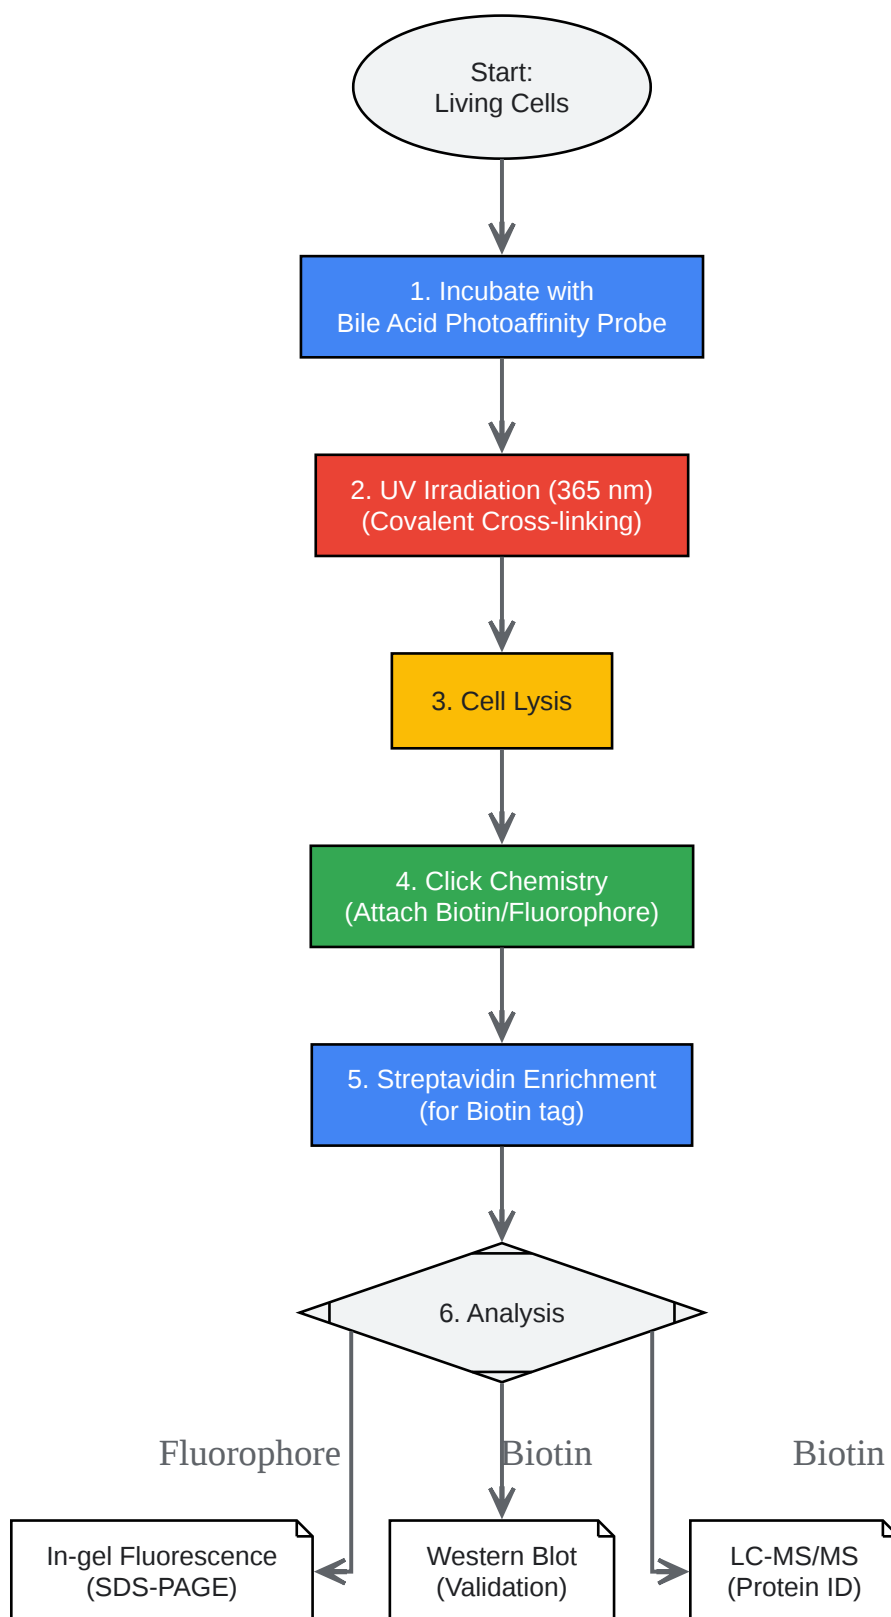 Start:
Living Cells
1. Incubate with
Bile Acid Photoaffinity Probe
2. UV Irradiation (365 nm)
(Covalent Cross-linking)
3. Cell Lysis
4. Click Chemistry
(Attach Biotin/Fluorophore)
5. Streptavidin Enrichment
(for Biotin tag)
6. Analysis
Fluorophore
Biotin
Biotin
In-gel Fluorescence
(SDS-PAGE)
Western Blot
(Validation)
LC-MS/MS
(Protein ID)